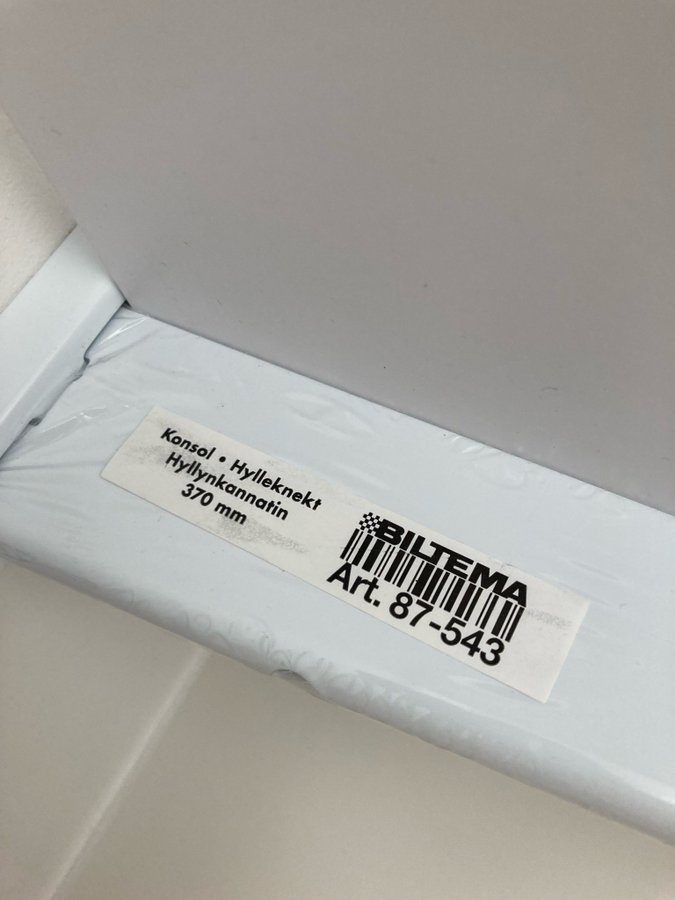 Konsol • Hylleknekt
Hyllynkannatin
370 mm
BILTEMA
Art. 87-543